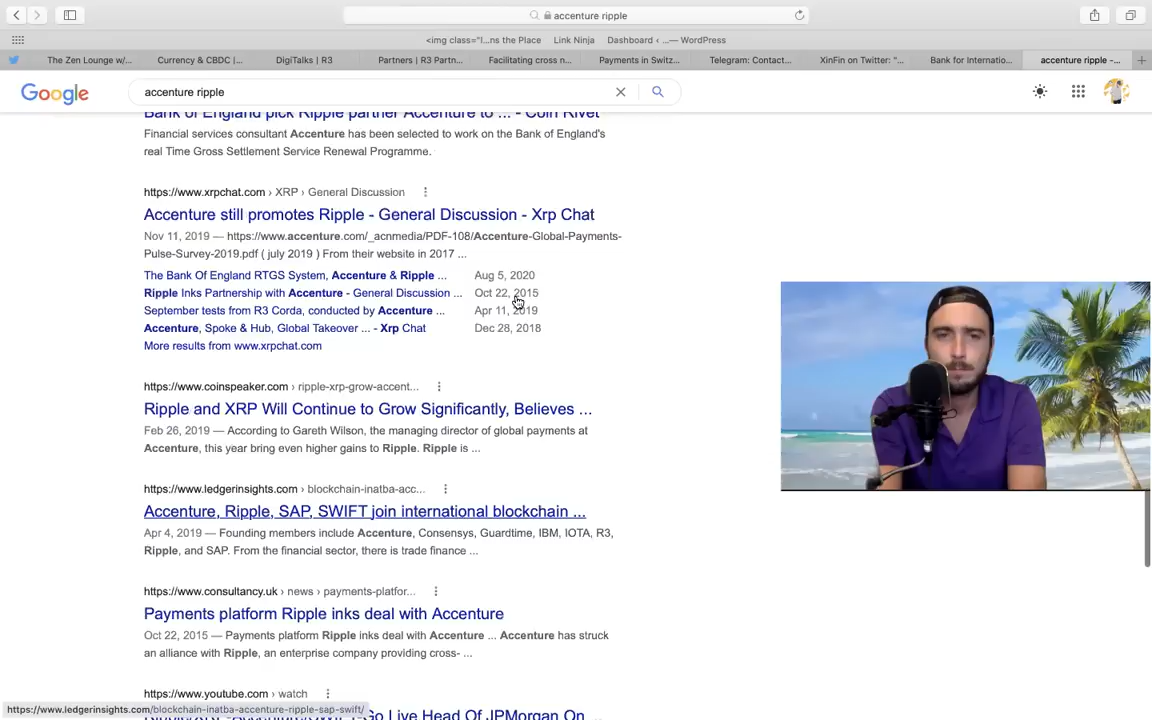 accenture ripple
<img class="l...ns the Place
Link Ninja
Dashboard ‹ ...— WordPress
The Zen Lounge w/...
Currency & CBDC |...
DigiTalks | R3
Partners | R3 Partn...
Facilitating cross n...
Payments in Switz...
Telegram: Contact...
XinFin on Twitter: "...
Bank for Internatio...
accenture ripple -...
Google
accenture ripple
Bank of England pick Ripple partner Accenture to ... - Coin Rivet
Financial services consultant Accenture has been selected to work on the Bank of England's
real Time Gross Settlement Service Renewal Programme.
https://www.xrpchat.com › XRP › General Discussion
Accenture still promotes Ripple - General Discussion - Xrp Chat
Nov 11, 2019 — https://www.accenture.com/_acnmedia/PDF-108/Accenture-Global-Payments-
Pulse-Survey-2019.pdf ( july 2019 ) From their website in 2017 ...
The Bank Of England RTGS System, Accenture & Ripple ... Aug 5, 2020
Ripple Inks Partnership with Accenture - General Discussion ... Oct 22, 2015
September tests from R3 Corda, conducted by Accenture ... Apr 11, 2019
Accenture, Spoke & Hub, Global Takeover ... - Xrp Chat Dec 28, 2018
More results from www.xrpchat.com
https://www.coinspeaker.com › ripple-xrp-grow-accent...
Ripple and XRP Will Continue to Grow Significantly, Believes ...
Feb 26, 2019 — According to Gareth Wilson, the managing director of global payments at
Accenture, this year bring even higher gains to Ripple. Ripple is ...
https://www.ledgerinsights.com › blockchain-inatba-acc...
Accenture, Ripple, SAP, SWIFT join international blockchain ...
Apr 4, 2019 — Founding members include Accenture, Consensys, Guardtime, IBM, IOTA, R3,
Ripple, and SAP. From the financial sector, there is trade finance ...
https://www.consultancy.uk › news › payments-platfor...
Payments platform Ripple inks deal with Accenture
Oct 22, 2015 — Payments platform Ripple inks deal with Accenture ... Accenture has struck
an alliance with Ripple, an enterprise company providing cross- ...
https://www.youtube.com › watch
Go Live Head Of JPMorgan On ...
https://www.ledgerinsights.com/blockchain-inatba-accenture-ripple-sap-swift/